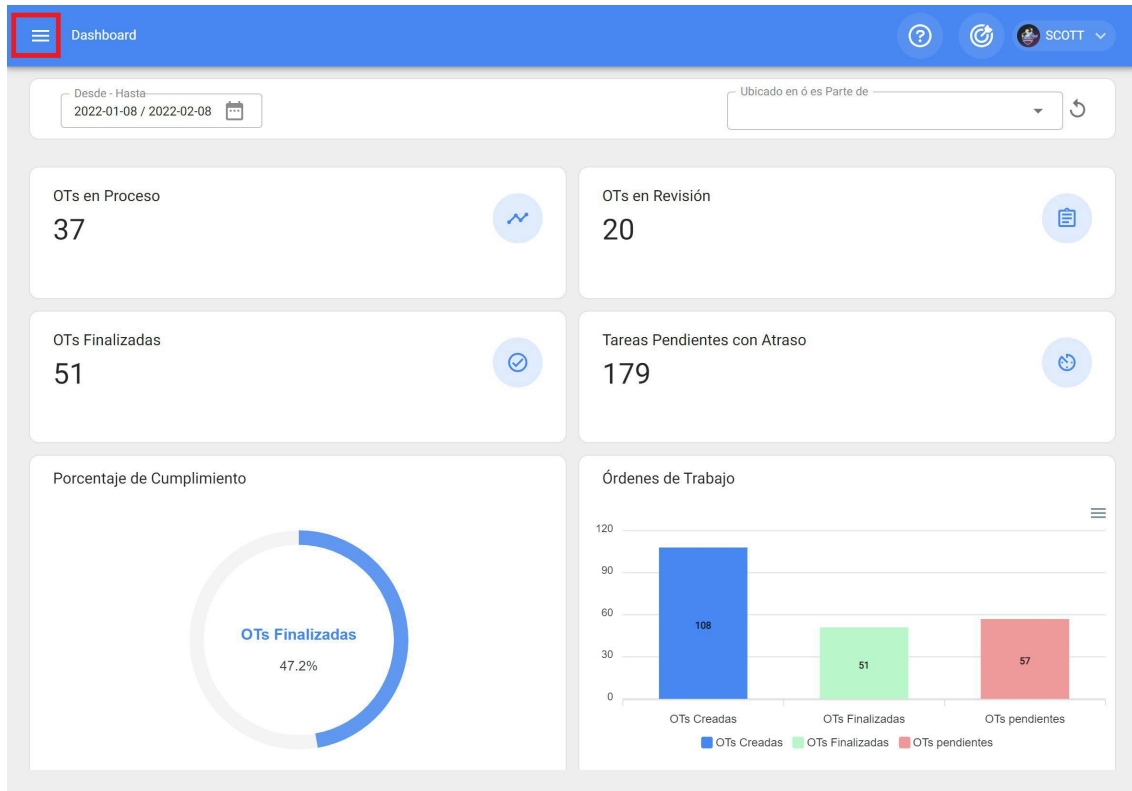 Dashboard
SCOTT
Desde - Hasta
2022-01-08 / 2022-02-08
Ubicado en ó es Parte de
OTs en Proceso
37
OTs en Revisión
20
OTs Finalizadas
51
Tareas Pendientes con Atraso
179
Porcentaje de Cumplimiento
OTs Finalizadas
47.2%
Órdenes de Trabajo
120
90
60
30
0
108
51
57
OTs Creadas OTs Finalizadas OTs pendientes
OTs Creadas OTs Finalizadas OTs pendientes